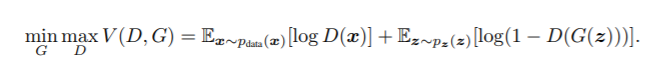 min_G max_D V(D, G) = 𝔼_{x∼p_data(x)}[log D(x)] + 𝔼_{z∼p_z(z)}[log(1 − D(G(z)))].